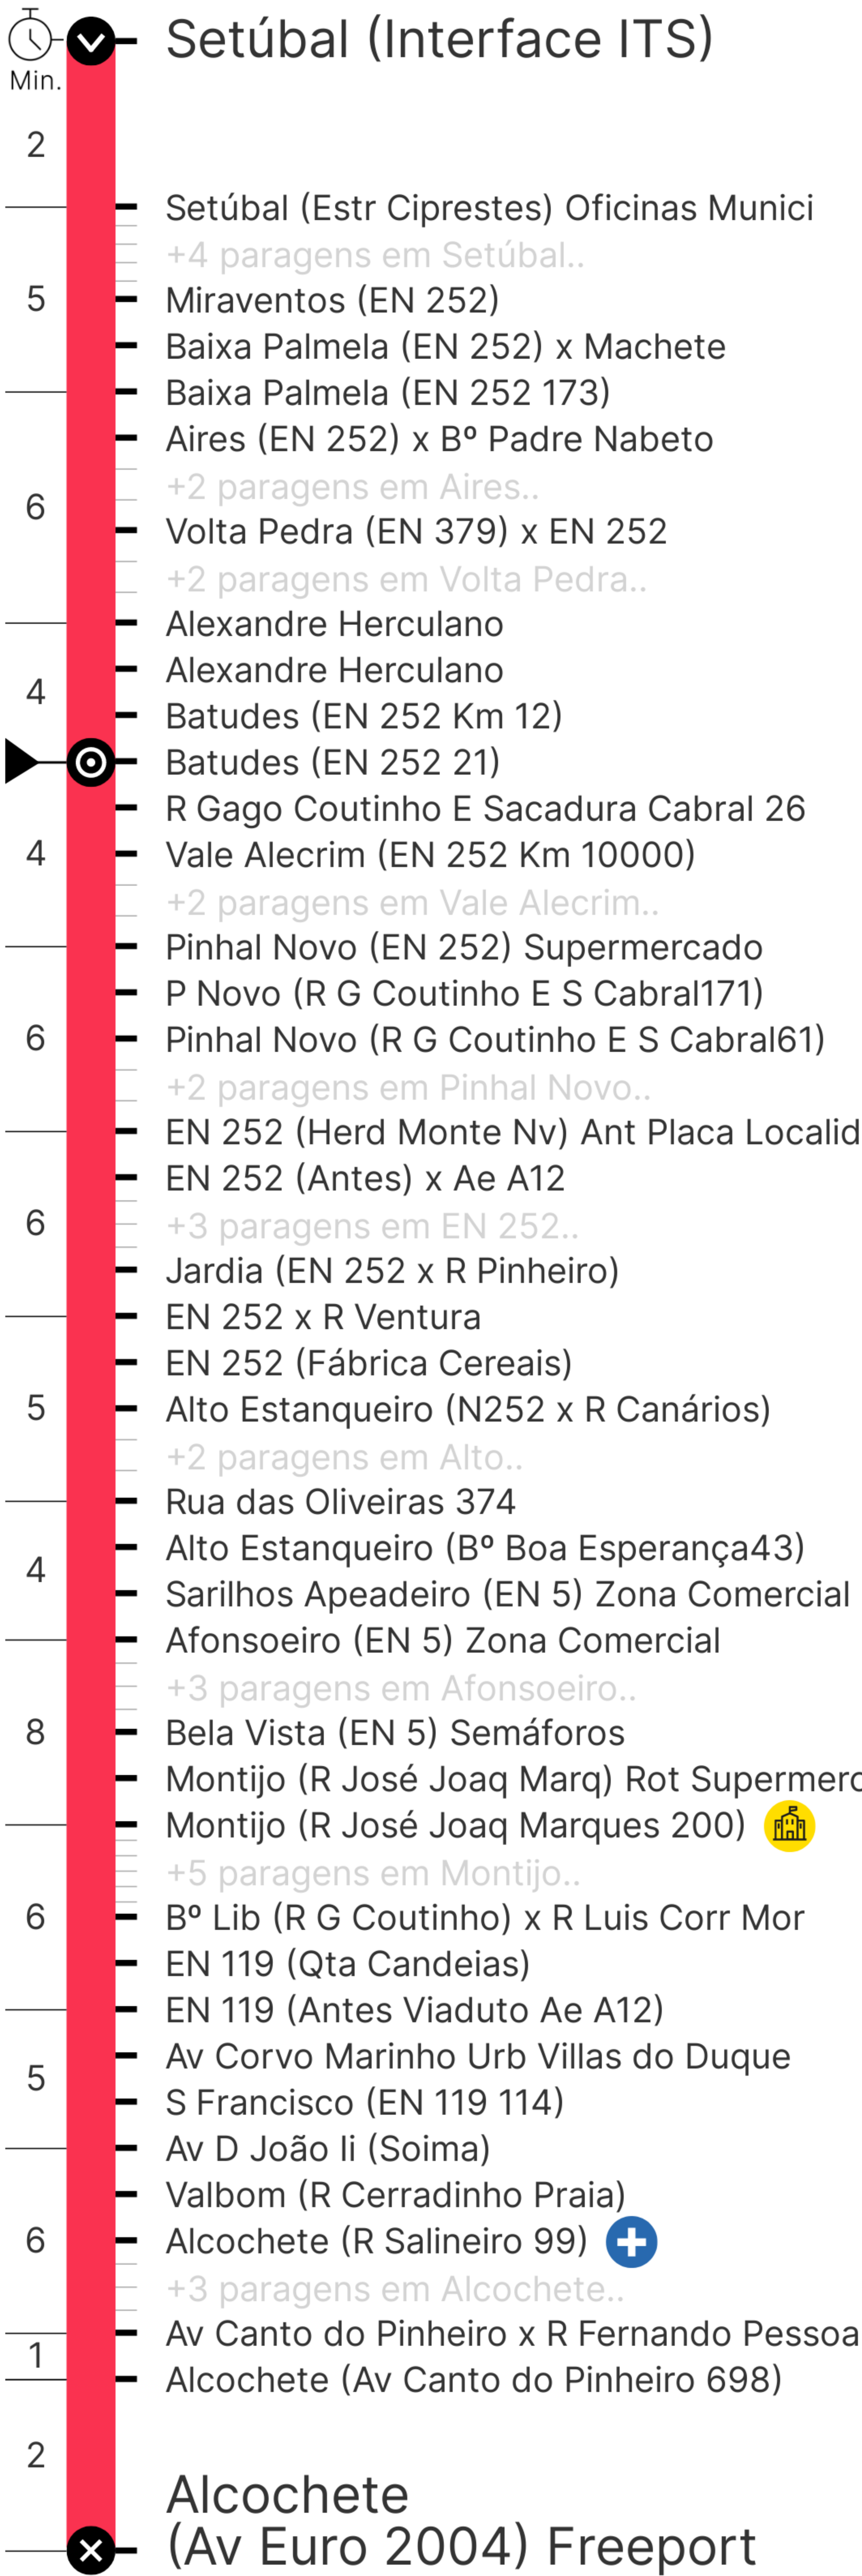 Setúbal (Interface ITS)
Min.
2
Setúbal (Estr Ciprestes) Oficinas Munici
+4 paragens em Setúbal..
5
Miraventos (EN 252)
Baixa Palmela (EN 252) x Machete
Baixa Palmela (EN 252 173)
Aires (EN 252) x Bº Padre Nabeto
+2 paragens em Aires..
6
Volta Pedra (EN 379) x EN 252
+2 paragens em Volta Pedra..
Alexandre Herculano
Alexandre Herculano
4
Batudes (EN 252 Km 12)
Batudes (EN 252 21)
R Gago Coutinho E Sacadura Cabral 26
4
Vale Alecrim (EN 252 Km 10000)
+2 paragens em Vale Alecrim..
Pinhal Novo (EN 252) Supermercado
P Novo (R G Coutinho E S Cabral171)
6
Pinhal Novo (R G Coutinho E S Cabral61)
+2 paragens em Pinhal Novo..
EN 252 (Herd Monte Nv) Ant Placa Localid
EN 252 (Antes) x Ae A12
6
+3 paragens em EN 252..
Jardia (EN 252 x R Pinheiro)
EN 252 x R Ventura
EN 252 (Fábrica Cereais)
5
Alto Estanqueiro (N252 x R Canários)
+2 paragens em Alto..
Rua das Oliveiras 374
Alto Estanqueiro (Bº Boa Esperança43)
4
Sarilhos Apeadeiro (EN 5) Zona Comercial
Afonsoeiro (EN 5) Zona Comercial
+3 paragens em Afonsoeiro..
8
Bela Vista (EN 5) Semáforos
Montijo (R José Joaq Marq) Rot Supermerc
Montijo (R José Joaq Marques 200)
+5 paragens em Montijo..
6
Bº Lib (R G Coutinho) x R Luis Corr Mor
EN 119 (Qta Candeias)
EN 119 (Antes Viaduto Ae A12)
Av Corvo Marinho Urb Villas do Duque
5
S Francisco (EN 119 114)
Av D João Ii (Soima)
Valbom (R Cerradinho Praia)
6
Alcochete (R Salineiro 99)
+3 paragens em Alcochete..
Av Canto do Pinheiro x R Fernando Pessoa
1
Alcochete (Av Canto do Pinheiro 698)
2
Alcochete
(Av Euro 2004) Freeport